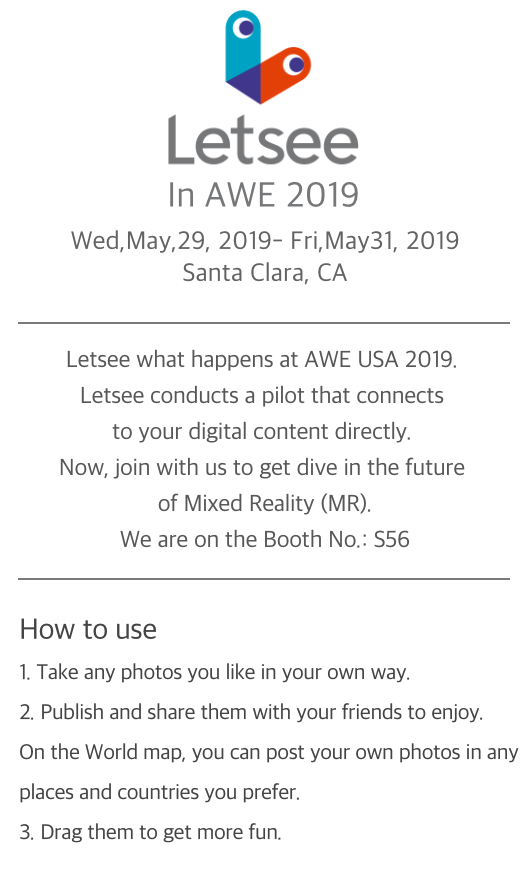 Letsee
In AWE 2019
Wed,May,29, 2019- Fri,May31, 2019
Santa Clara, CA
Letsee what happens at AWE USA 2019.
Letsee conducts a pilot that connects
to your digital content directly.
Now, join with us to get dive in the future
of Mixed Reality (MR).
We are on the Booth No.: S56
How to use
1. Take any photos you like in your own way.
2. Publish and share them with your friends to enjoy.
On the World map, you can post your own photos in any
places and countries you prefer.
3. Drag them to get more fun.